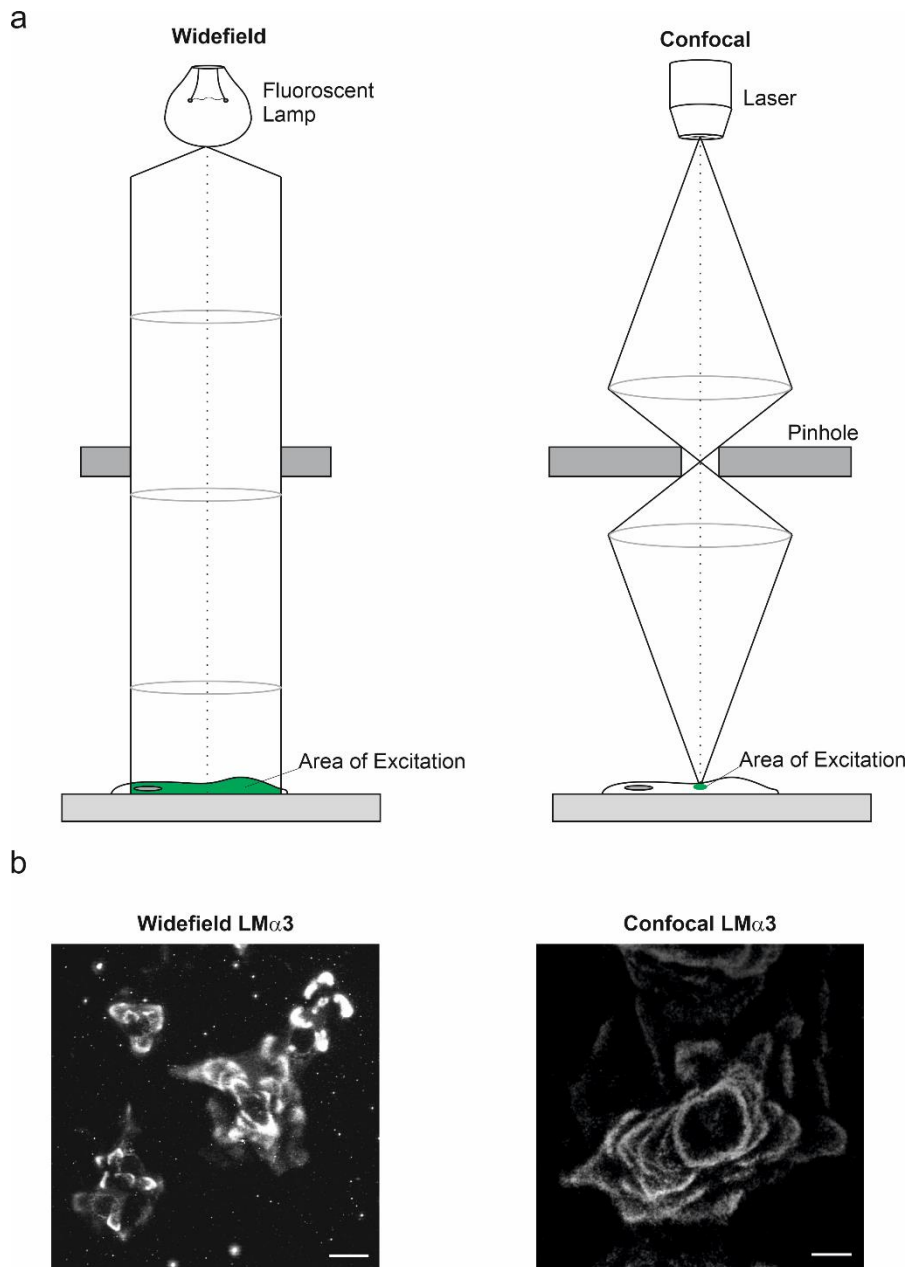 a
Widefield
Fluoroscent
Lamp
Area of Excitation
Confocal
Laser
Pinhole
Area of Excitation
b
Widefield LMα3
Confocal LMα3